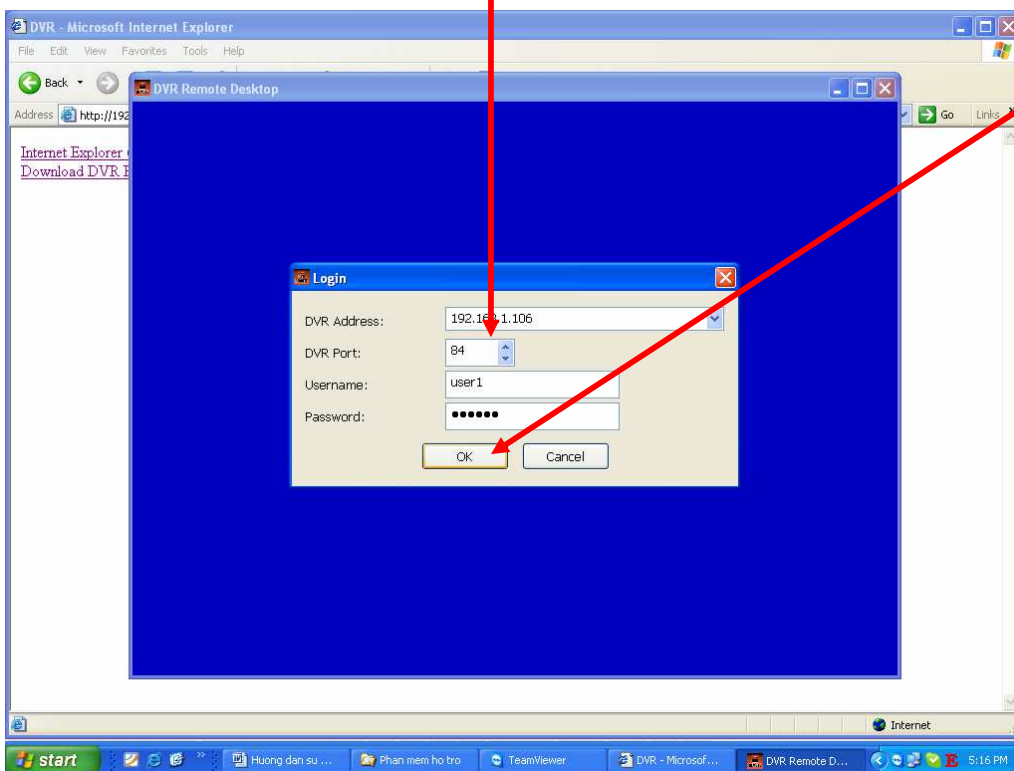 DVR - Microsoft Internet Explorer
File Edit View Favorites Tools Help
Back
DVR Remote Desktop
Address http://192
Go Links
Internet Explorer
Download DVR
Login
DVR Address: 192.168.1.106
DVR Port: 84
Username: user1
Password: ●●●●●●
OK Cancel
Internet
start Huong dan su ... Phan mem ho tro TeamViewer DVR - Microsof... DVR Remote D... E 5:16 PM